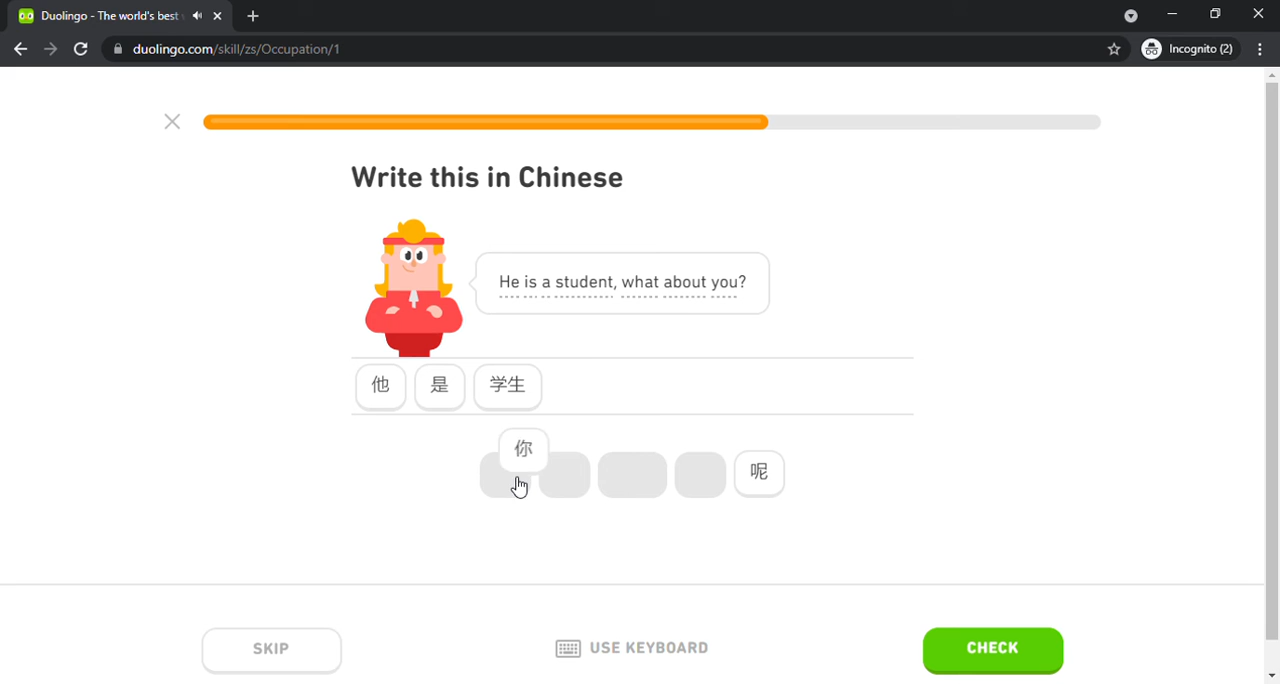 Duolingo - The world's best
duolingo.com/skill/zs/Occupation/1
Incognito (2)
Write this in Chinese
He is a student, what about you?
他 是 学生
你
呢
SKIP
USE KEYBOARD
CHECK